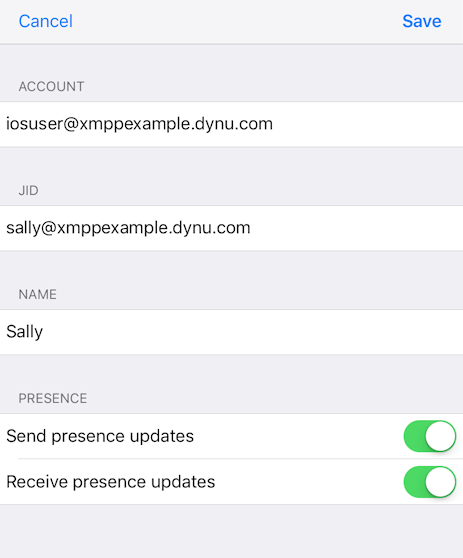 Cancel Save
ACCOUNT
iosuser@xmppexample.dynu.com
JID
sally@xmppexample.dynu.com
NAME
Sally
PRESENCE
Send presence updates
Receive presence updates